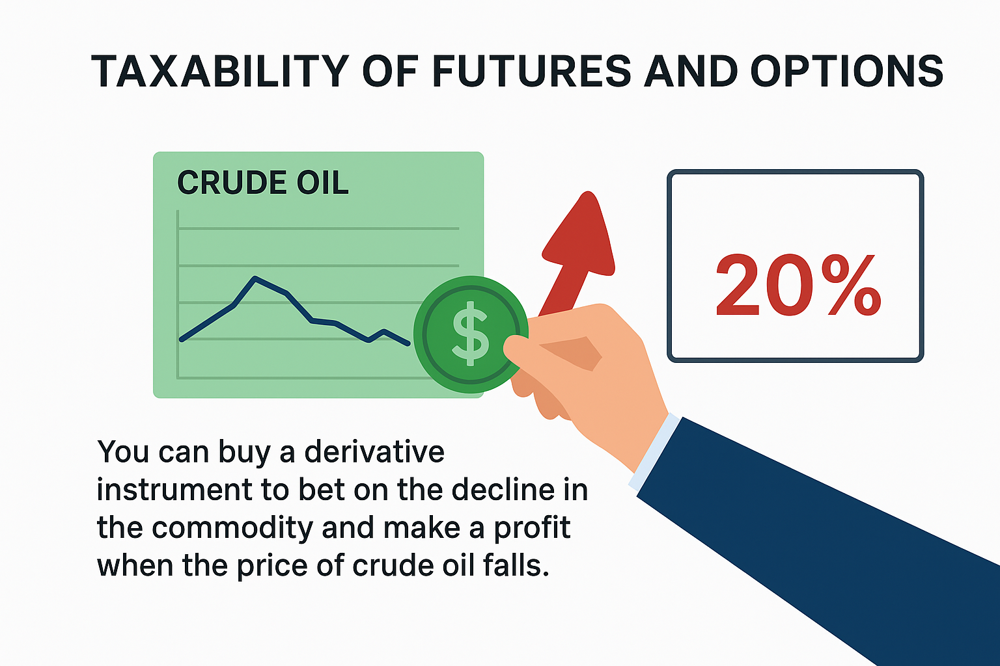 TAXABILITY OF FUTURES AND OPTIONS
CRUDE OIL
$
20%
You can buy a derivative
instrument to bet on the decline in
the commodity and make a profit
when the price of crude oil falls.